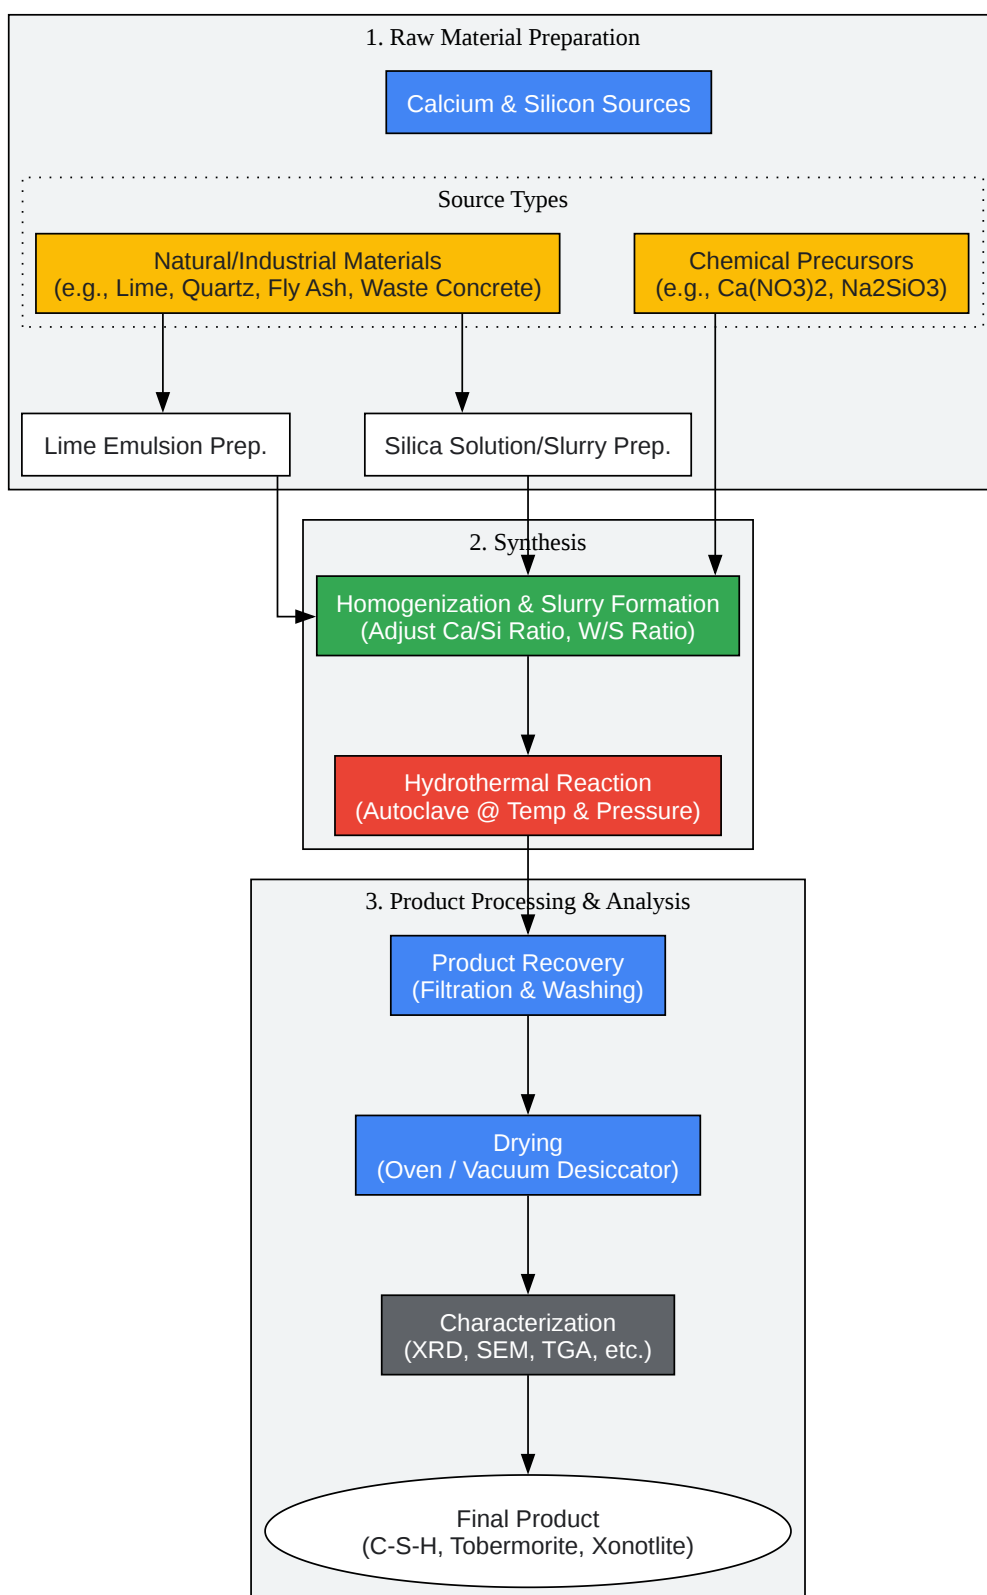 1. Raw Material Preparation
Calcium & Silicon Sources
Source Types
Natural/Industrial Materials
(e.g., Lime, Quartz, Fly Ash, Waste Concrete)
Chemical Precursors
(e.g., Ca(NO3)2, Na2SiO3)
Lime Emulsion Prep.
Silica Solution/Slurry Prep.
2. Synthesis
Homogenization & Slurry Formation
(Adjust Ca/Si Ratio, W/S Ratio)
Hydrothermal Reaction
(Autoclave @ Temp & Pressure)
3. Product Processing & Analysis
Product Recovery
(Filtration & Washing)
Drying
(Oven / Vacuum Desiccator)
Characterization
(XRD, SEM, TGA, etc.)
Final Product
(C-S-H, Tobermorite, Xonotlite)